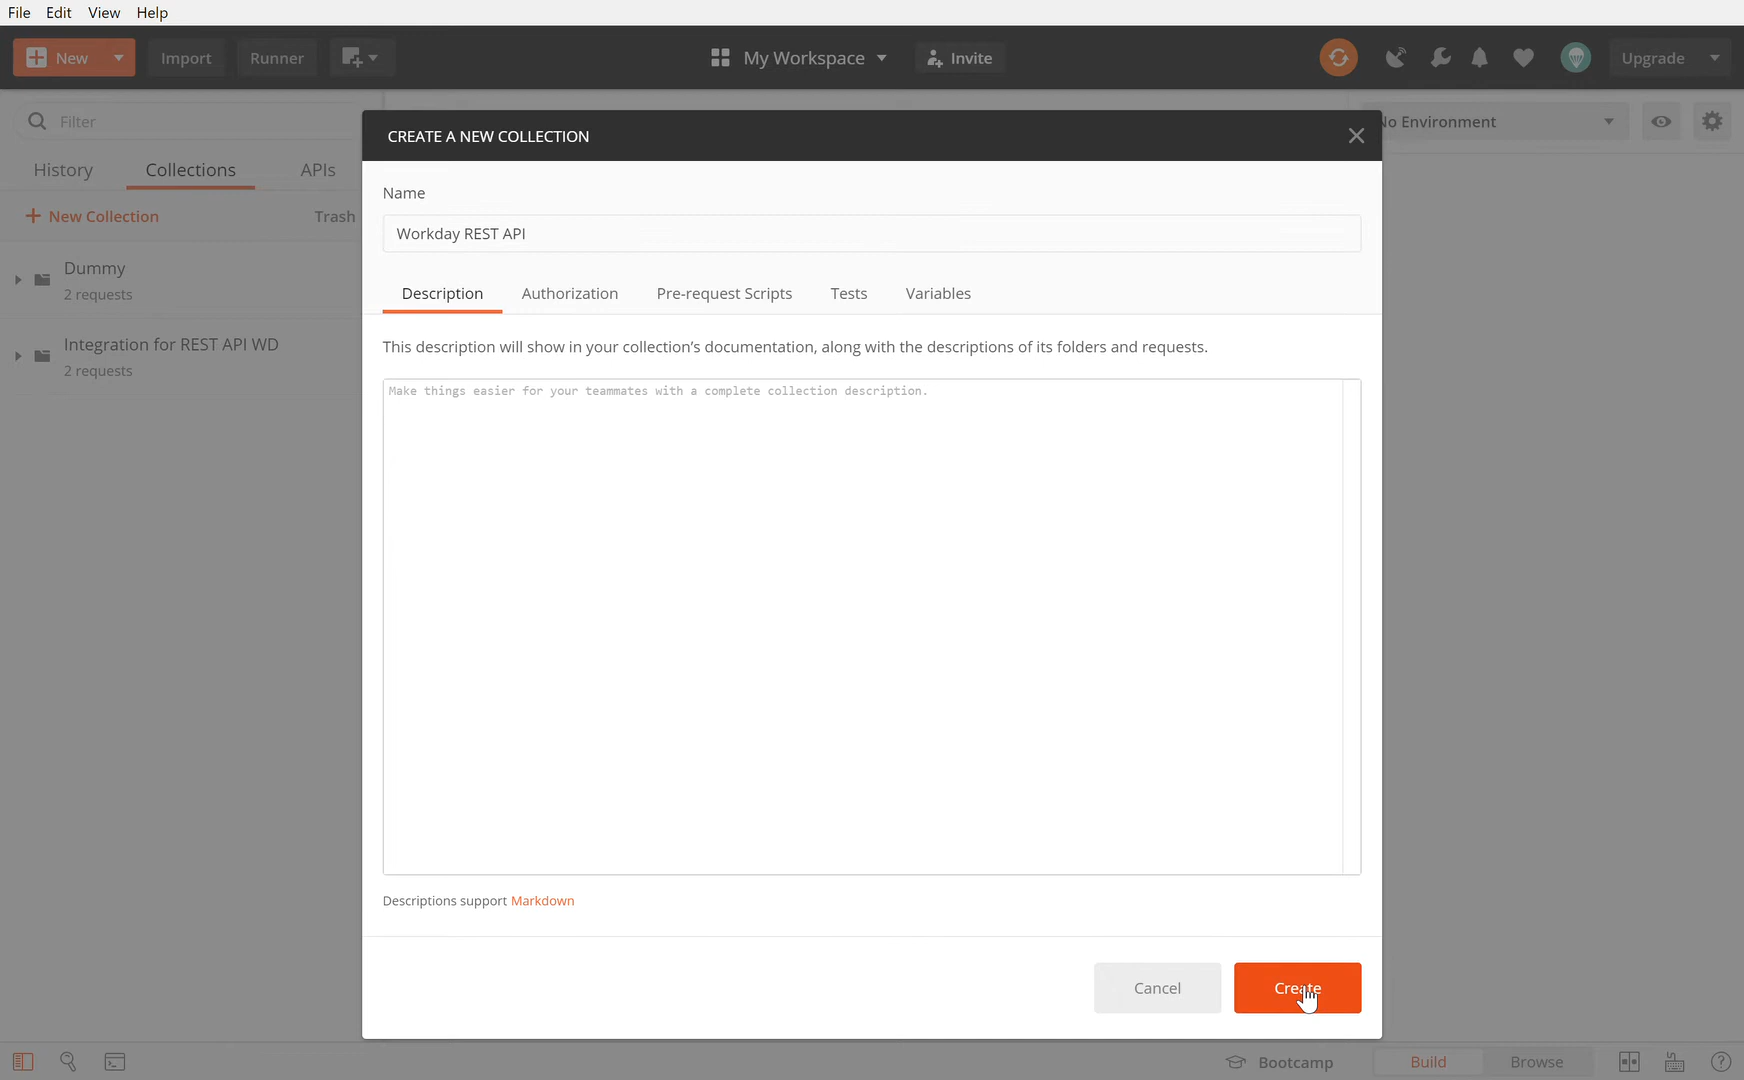 File Edit View Help
New Import Runner My Workspace Invite Upgrade
Filter
No Environment
History Collections APIs
New Collection Trash
Dummy
2 requests
Integration for REST API WD
2 requests
CREATE A NEW COLLECTION
Name
Workday REST API
Description Authorization Pre-request Scripts Tests Variables
This description will show in your collection's documentation, along with the descriptions of its folders and requests.
Make things easier for your teammates with a complete collection description.
Descriptions support Markdown
Cancel Create
Bootcamp Build Browse